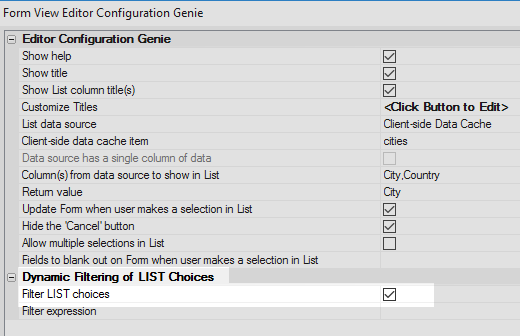 Form View Editor Configuration Genie
Editor Configuration Genie
Show help
Show title
Show List column title(s)
Customize Titles <Click Button to Edit>
List data source Client-side Data Cache
Client-side data cache item cities
Data source has a single column of data
Column(s) from data source to show in List City,Country
Return value City
Update Form when user makes a selection in List
Hide the 'Cancel' button
Allow multiple selections in List
Fields to blank out on Form when user makes a selection in List
Dynamic Filtering of LIST Choices
Filter LIST choices
Filter expression